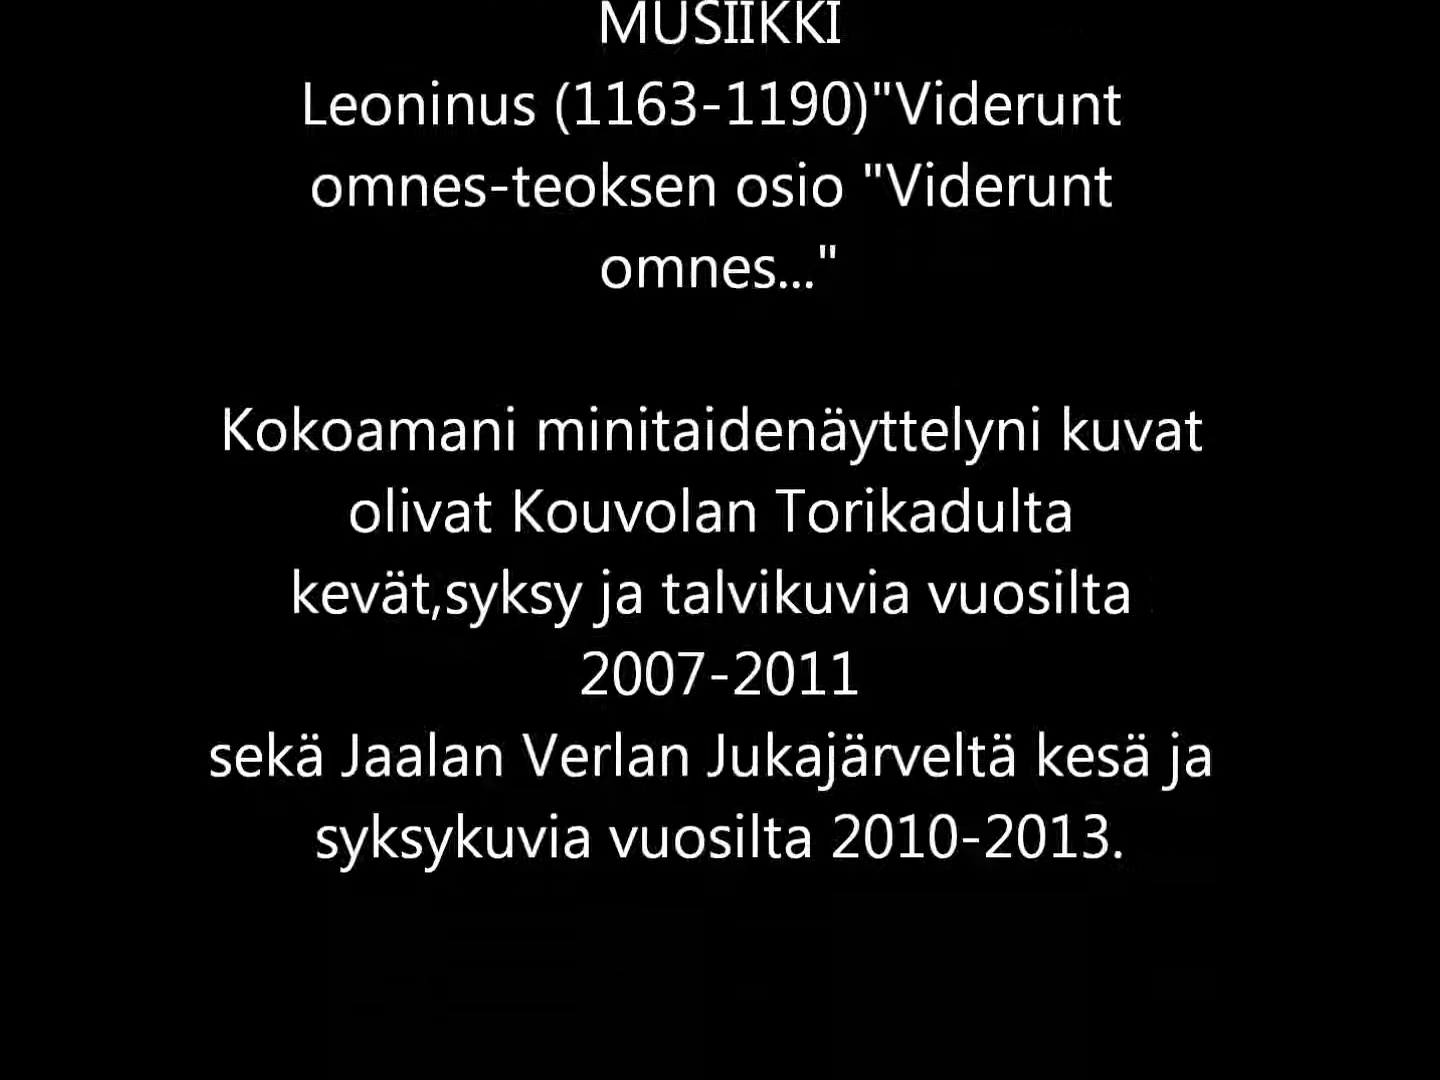 MUSIIKKI
Leoninus (1163-1190)"Viderunt
omnes-teoksen osio "Viderunt
omnes..."
Kokoamani minitaidenäyttelyni kuvat
olivat Kouvolan Torikadulta
kevät,syksy ja talvikuvia vuosilta
2007-2011
sekä Jaalan Verlan Jukajärveltä kesä ja
syksykuvia vuosilta 2010-2013.